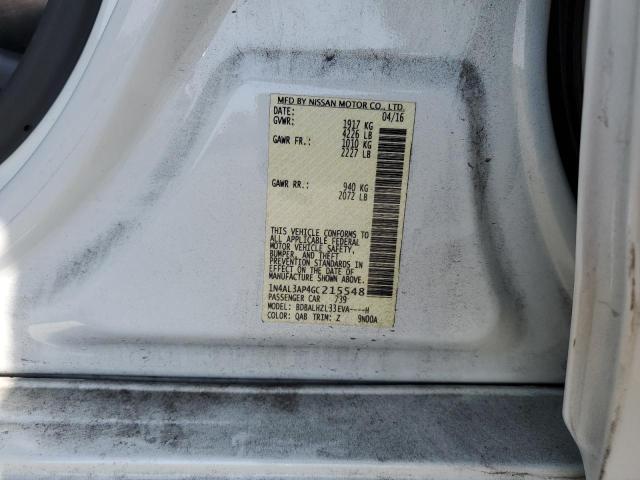 MFD BY NISSAN MOTOR CO., LTD.
DATE: 04/16
GVWR: 1917 KG
4226 LB
GAWR FR.: 1010 KG
2227 LB
GAWR RR.: 940 KG
2072 LB
THIS VEHICLE CONFORMS TO
ALL APPLICABLE FEDERAL
MOTOR VEHICLE SAFETY,
BUMPER, AND THEFT
PREVENTION STANDARDS IN
EFFECT ON THE DATE OF
MANUFACTURE SHOWN ABOVE.
1N4AL3AP4GC215548
PASSENGER CAR 739
MODEL: BDBALHZL33EVA----H
COLOR: QAB TRIM: Z 9N00A